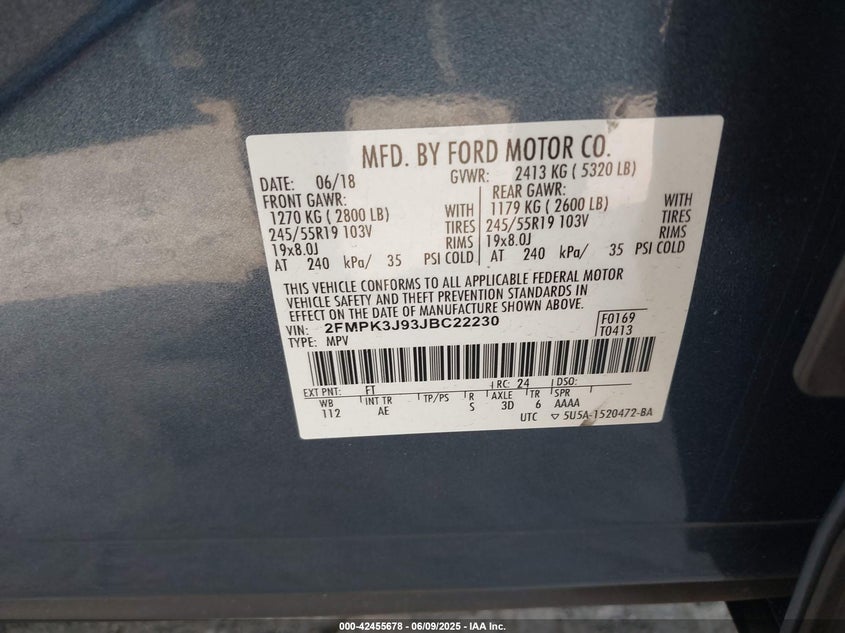 MFD. BY FORD MOTOR CO.
DATE: 06/18 GVWR: 2413 KG ( 5320 LB)
FRONT GAWR: REAR GAWR:
1270 KG ( 2800 LB) WITH 1179 KG ( 2600 LB) WITH
245/55R19 103V TIRES 245/55R19 103V TIRES
19x8.0J RIMS 19x8.0J RIMS
AT 240 kPa/ 35 PSI COLD AT 240 kPa/ 35 PSI COLD
THIS VEHICLE CONFORMS TO ALL APPLICABLE FEDERAL MOTOR
VEHICLE SAFETY AND THEFT PREVENTION STANDARDS IN
EFFECT ON THE DATE OF MANUFACTURE SHOWN ABOVE.
VIN: 2FMPK3J93JBC22230 F0169
TYPE: MPV T0413
EXT PNT: FT RC: 24 DSO:
WB INT TR TP/PS R AXLE TR SPR
112 AE S 3D 6 AAAA
UTC ▽ 5U5A-1520472-BA
000-42455678 - 06/09/2025 - IAA Inc.